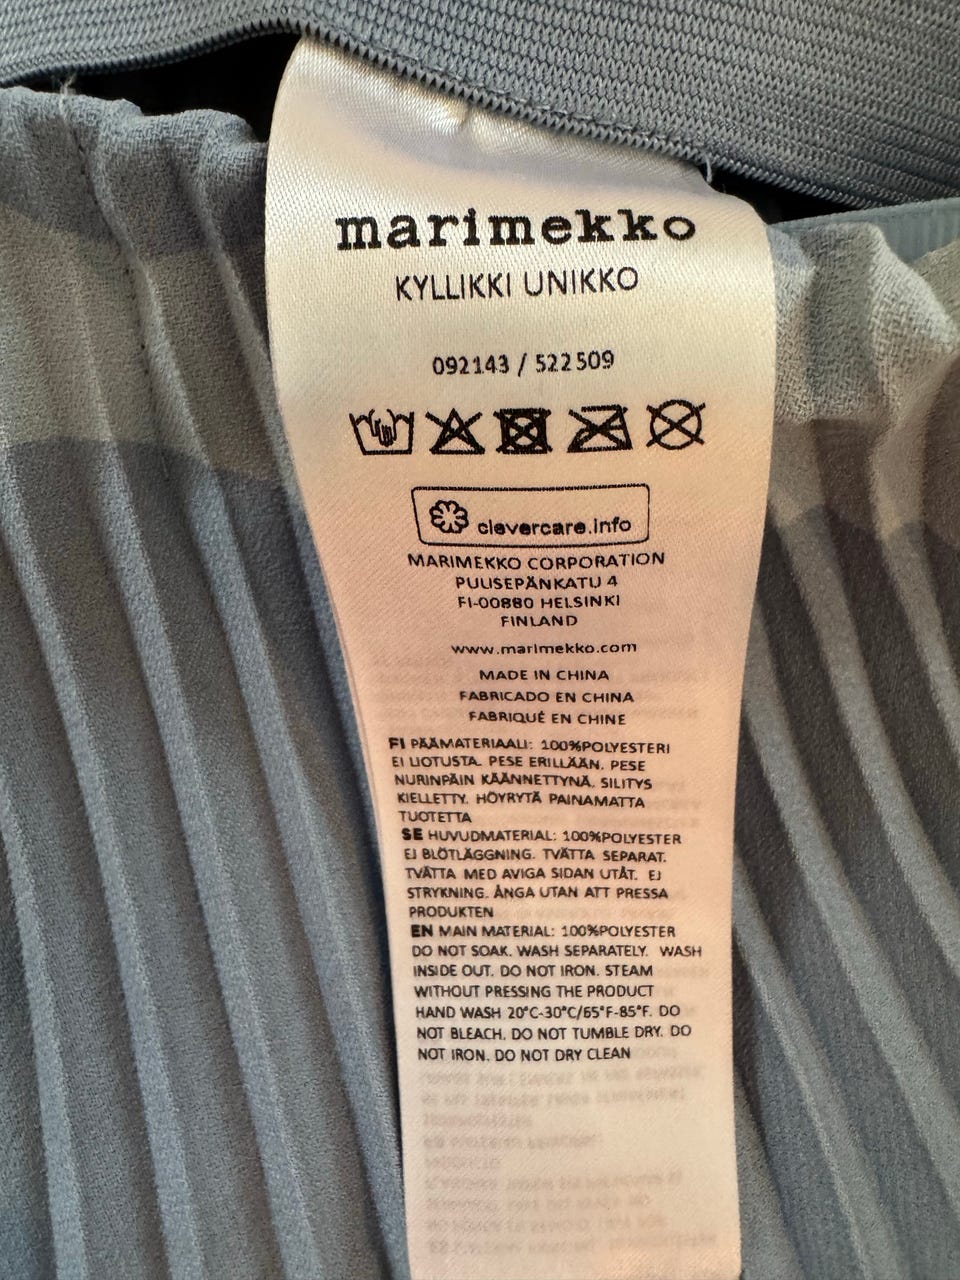 marimekko
KYLLIKKI UNIKKO
092143 / 522509
clevercare.info
MARIMEKKO CORPORATION
PUUSEPÄNKATU 4
FI-00880 HELSINKI
FINLAND
www.marimekko.com
MADE IN CHINA
FABRICADO EN CHINA
FABRIQUÉ EN CHINE
FI PÄÄMATERIAALI: 100%POLYESTERI
EI LIOTUSTA. PESE ERILLÄÄN. PESE
NURINPÄIN KÄÄNNETTYNÄ. SILITYS
KIELLETTY. HÖYRYTÄ PAINAMATTA
TUOTETTA
SE HUVUDMATERIAL: 100%POLYESTER
EJ BLÖTLÄGGNING. TVÄTTA SEPARAT.
TVÄTTA MED AVIGA SIDAN UTÅT. EJ
STRYKNING. ÅNGA UTAN ATT PRESSA
PRODUKTEN
EN MAIN MATERIAL: 100%POLYESTER
DO NOT SOAK. WASH SEPARATELY. WASH
INSIDE OUT. DO NOT IRON. STEAM
WITHOUT PRESSING THE PRODUCT
HAND WASH 20°C-30°C/65°F-85°F. DO
NOT BLEACH. DO NOT TUMBLE DRY. DO
NOT IRON. DO NOT DRY CLEAN